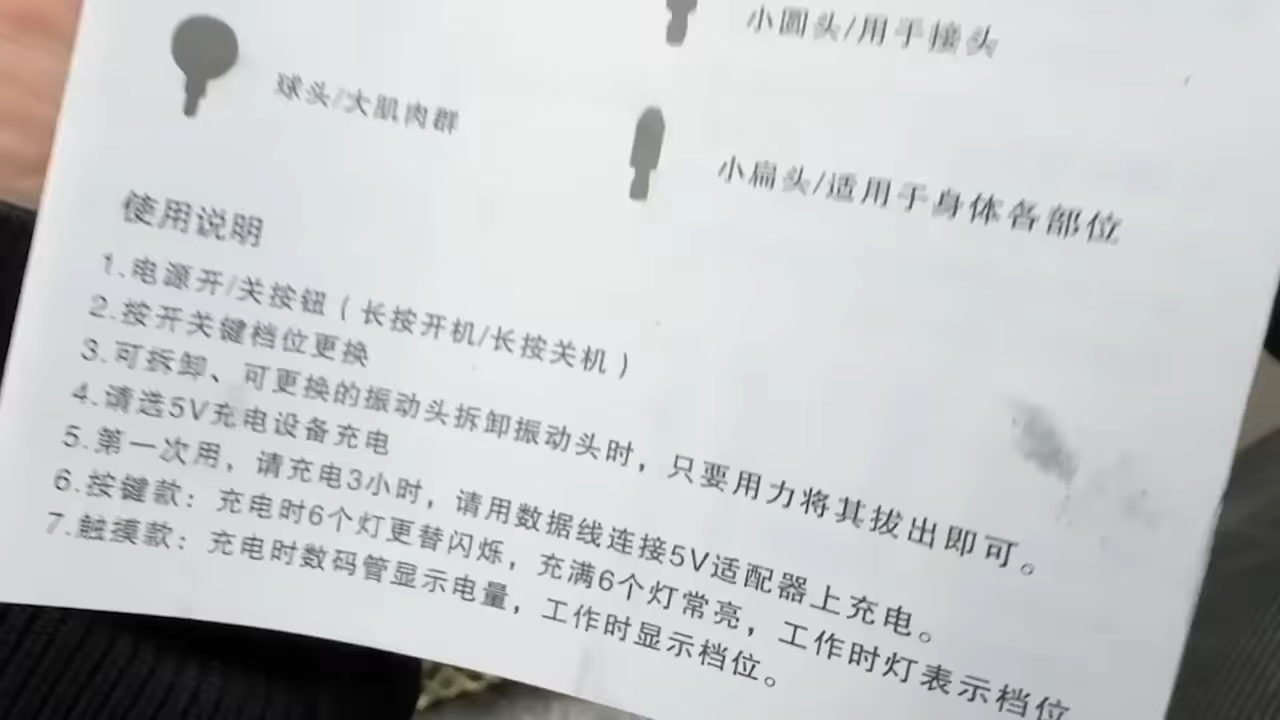 小圆头/用于接头
球头/大肌肉群
小扁头/适用于身体各部位
使用说明
1.电源开/关按钮（长按开机/长按关机）
2.按开关键档位更换
3.可拆卸、可更换的振动头拆卸振动头时，只要用力将其拔出即可。
4.请选5V充电设备充电
5.第一次用，请充电3小时，请用数据线连接5V适配器上充电。
6.按键款：充电时6个灯更替闪烁，充满6个灯常亮，工作时灯表示档位
7.触摸款：充电时数码管显示电量，工作时显示档位。